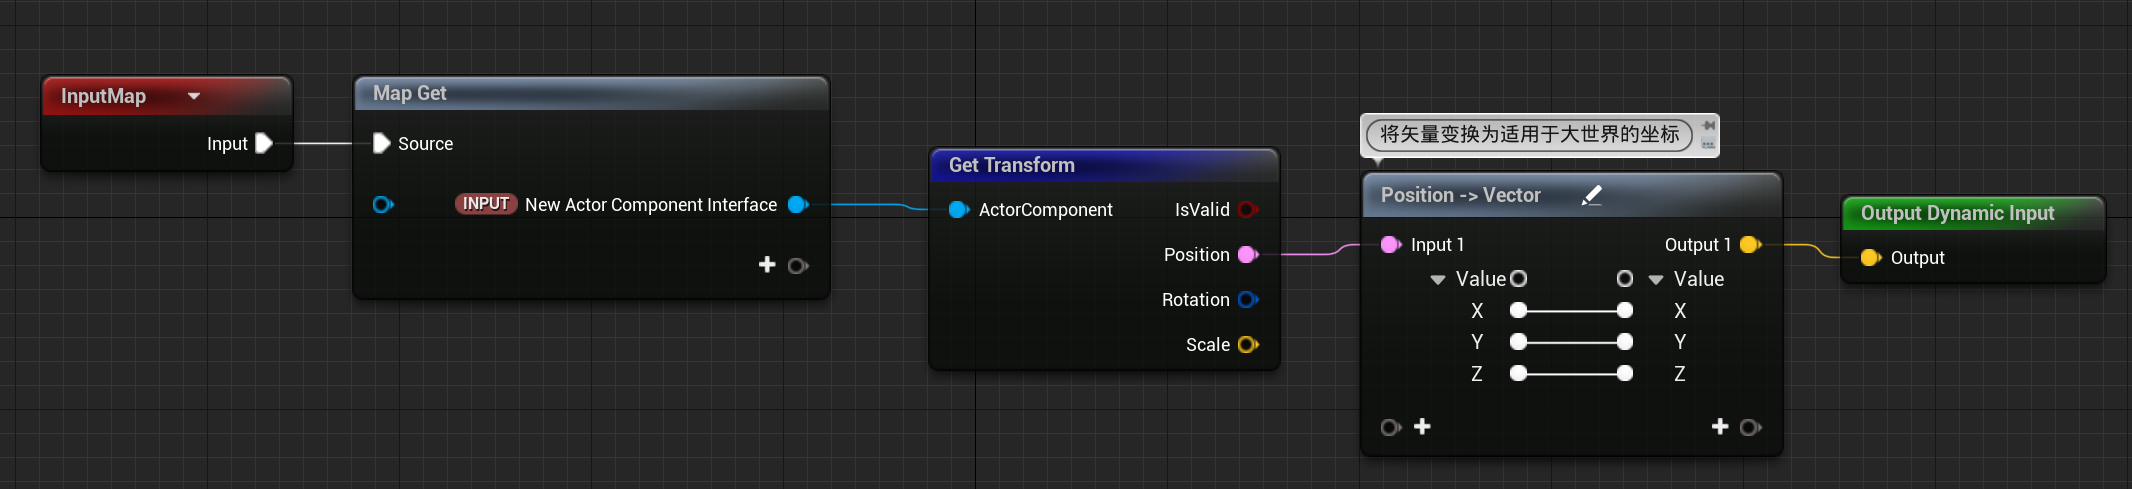 InputMap
Input
Map Get
Source
INPUT New Actor Component Interface
Get Transform
ActorComponent IsValid
Position
Rotation
Scale
将矢量变换为适用于大世界的坐标
Position -> Vector
Input 1 Output 1
Value Value
X X
Y Y
Z Z
Output Dynamic Input
Output